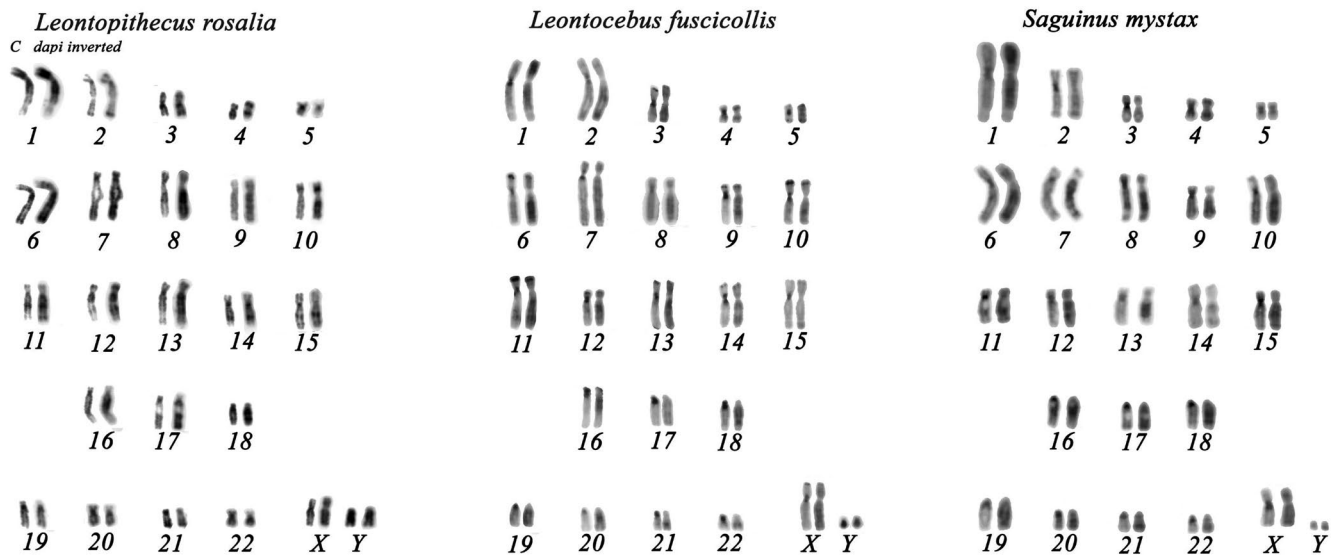 Leontopithecus rosalia
C dapi inverted
1 2 3 4 5
6 7 8 9 10
11 12 13 14 15
16 17 18
19 20 21 22 X Y
Leontocebus fuscicollis
1 2 3 4 5
6 7 8 9 10
11 12 13 14 15
16 17 18
19 20 21 22 X Y
Saguinus mystax
1 2 3 4 5
6 7 8 9 10
11 12 13 14 15
16 17 18
19 20 21 22 X Y